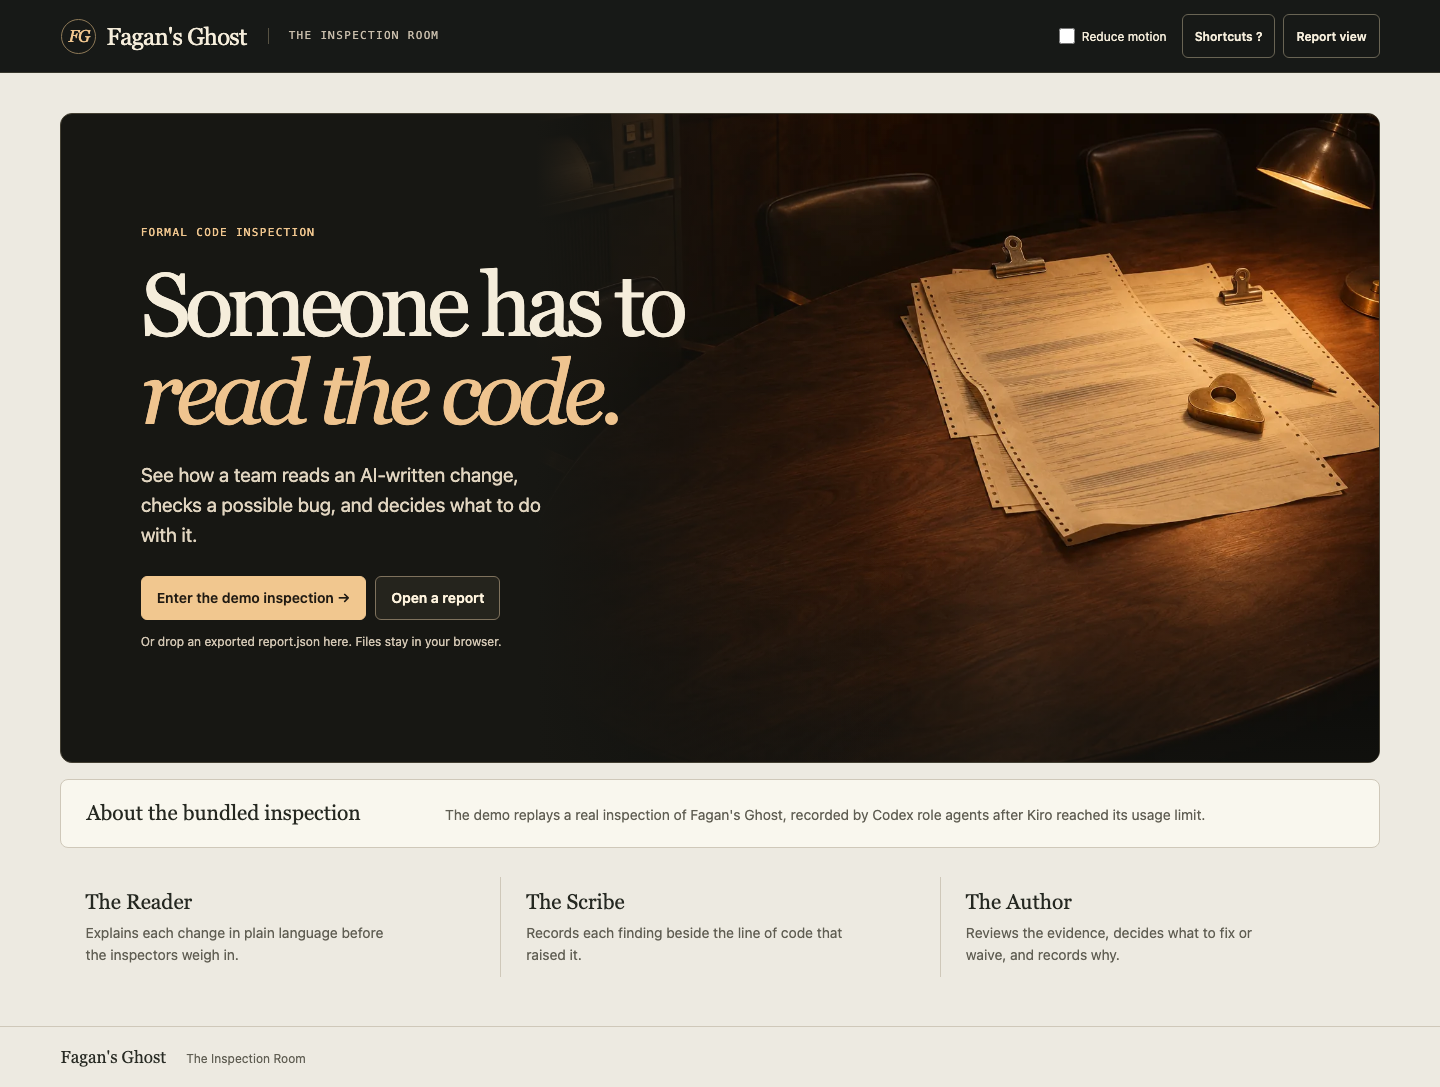 FG Fagan's Ghost THE INSPECTION ROOM Reduce motion Shortcuts ? Report view
FORMAL CODE INSPECTION
Someone has to
read the code.
See how a team reads an AI-written change,
checks a possible bug, and decides what to do
with it.
Enter the demo inspection → Open a report
Or drop an exported report.json here. Files stay in your browser.
About the bundled inspection The demo replays a real inspection of Fagan's Ghost, recorded by Codex role agents after Kiro reached its usage limit.
The Reader
Explains each change in plain language before
the inspectors weigh in.
The Scribe
Records each finding beside the line of code that
raised it.
The Author
Reviews the evidence, decides what to fix or
waive, and records why.
Fagan's Ghost The Inspection Room